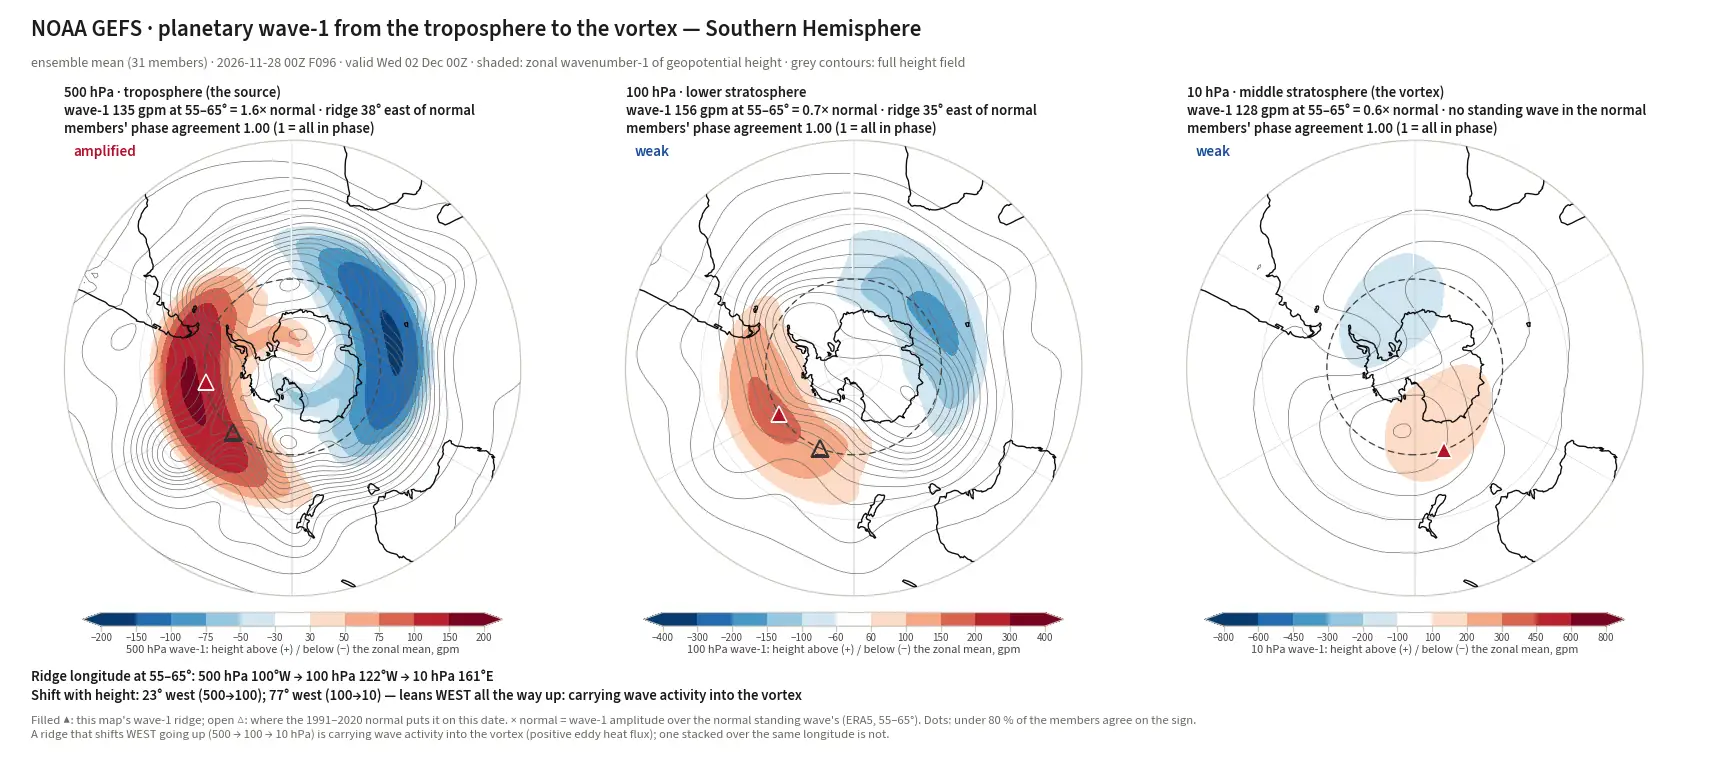 NOAA GEFS · planetary wave-1 from the troposphere to the vortex — Southern Hemisphere
ensemble mean (31 members) · 2026-11-28 00Z F096 · valid Wed 02 Dec 00Z · shaded: zonal wavenumber-1 of geopotential height · grey contours: full height field
500 hPa · troposphere (the source)
wave-1 135 gpm at 55–65° = 1.6× normal · ridge 38° east of normal
members' phase agreement 1.00 (1 = all in phase)
amplified
100 hPa · lower stratosphere
wave-1 156 gpm at 55–65° = 0.7× normal · ridge 35° east of normal
members' phase agreement 1.00 (1 = all in phase)
weak
10 hPa · middle stratosphere (the vortex)
wave-1 128 gpm at 55–65° = 0.6× normal · no standing wave in the normal
members' phase agreement 1.00 (1 = all in phase)
weak
−200 −150 −100 −75 −50 −30 30 50 75 100 150 200
500 hPa wave-1: height above (+) / below (−) the zonal mean, gpm
−400 −300 −200 −150 −100 −60 60 100 150 200 300 400
100 hPa wave-1: height above (+) / below (−) the zonal mean, gpm
−800 −600 −450 −300 −200 −100 100 200 300 450 600 800
10 hPa wave-1: height above (+) / below (−) the zonal mean, gpm
Ridge longitude at 55–65°: 500 hPa 100°W → 100 hPa 122°W → 10 hPa 161°E
Shift with height: 23° west (500→100); 77° west (100→10) — leans WEST all the way up: carrying wave activity into the vortex
Filled ▲: this map's wave-1 ridge; open △: where the 1991–2020 normal puts it on this date. × normal = wave-1 amplitude over the normal standing wave's (ERA5, 55–65°). Dots: under 80 % of the members agree on the sign.
A ridge that shifts WEST going up (500 → 100 → 10 hPa) is carrying wave activity into the vortex (positive eddy heat flux); one stacked over the same longitude is not.